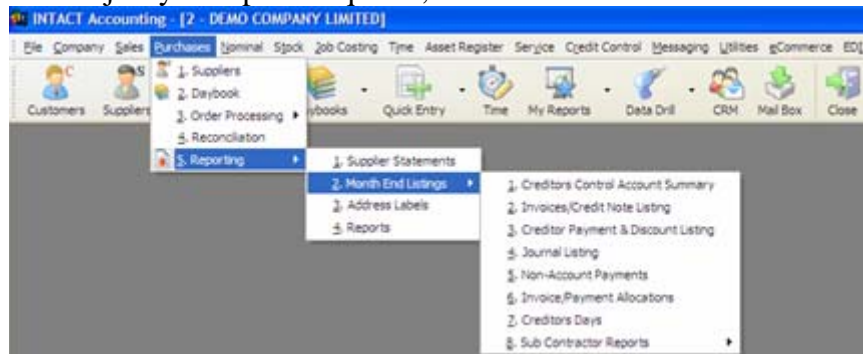 INTACT Accounting - [2 - DEMO COMPANY LIMITED]
File Company Sales Purchases Nominal Stock Job Costing Time Asset Register Service Credit Control Messaging Utilities eCommerce EDI
Customers Suppliers ybooks Quick Entry Time My Reports Data Drill CRM Mail Box Close
1. Suppliers
2. Daybook
3. Order Processing
4. Reconciliation
5. Reporting
1. Supplier Statements
2. Month End Listings
3. Address Labels
4. Reports
1. Creditors Control Account Summary
2. Invoices/Credit Note Listing
3. Creditor Payment & Discount Listing
4. Journal Listing
5. Non-Account Payments
6. Invoice/Payment Allocations
7. Creditors Days
8. Sub Contractor Reports